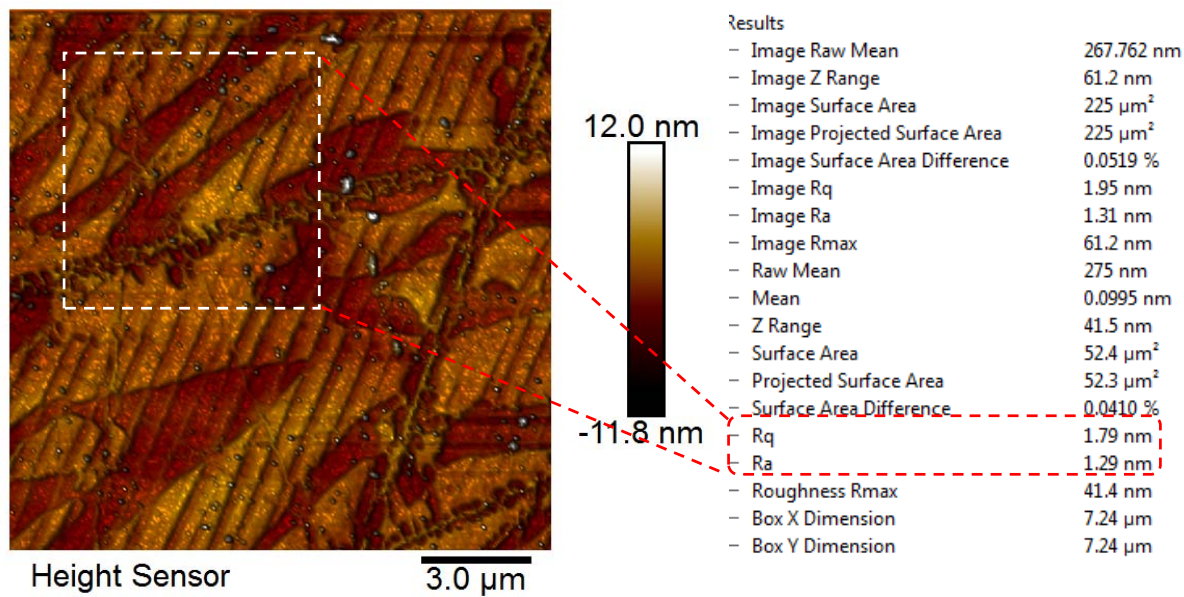 Results
Image Raw Mean 267.762 nm
Image Z Range 61.2 nm
Image Surface Area 225 µm²
Image Projected Surface Area 225 µm²
Image Surface Area Difference 0.0519 %
Image Rq 1.95 nm
Image Ra 1.31 nm
Image Rmax 61.2 nm
Raw Mean 275 nm
Mean 0.0995 nm
Z Range 41.5 nm
Surface Area 52.4 µm²
Projected Surface Area 52.3 µm²
Surface Area Difference 0.0410 %
Rq 1.79 nm
Ra 1.29 nm
Roughness Rmax 41.4 nm
Box X Dimension 7.24 µm
Box Y Dimension 7.24 µm
12.0 nm
-11.8 nm
Height Sensor
3.0 µm